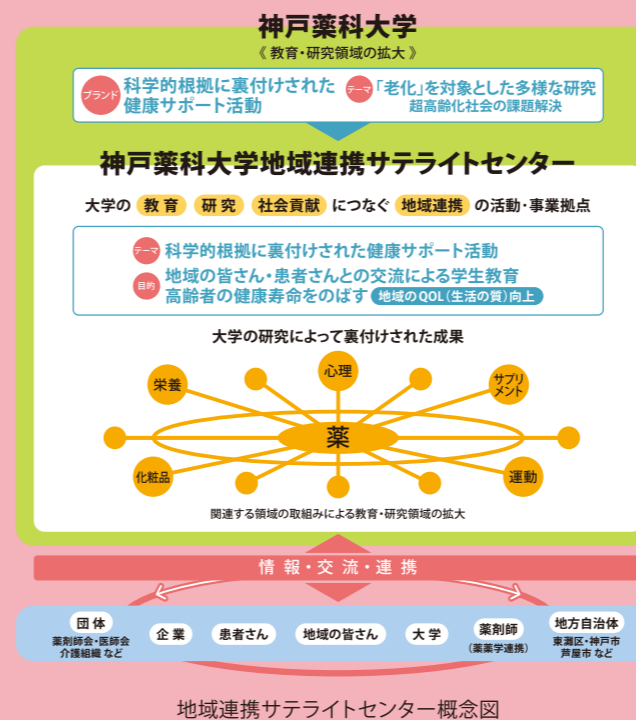 神戸薬科大学
《 教育・研究領域の拡大 》
ブランド 科学的根拠に裏付けされた
健康サポート活動
テーマ 「老化」を対象とした多様な研究
超高齢化社会の課題解決
神戸薬科大学地域連携サテライトセンター
大学の 教育 研究 社会貢献 につなぐ 地域連携 の活動・事業拠点
テーマ 科学的根拠に裏付けされた健康サポート活動
目的 地域の皆さん・患者さんとの交流による学生教育
高齢者の健康寿命をのばす 地域のQOL(生活の質)向上
大学の研究によって裏付けされた成果
栄養
心理
サプリ
メント
薬
化粧品
運動
関連する領域の取組みによる教育・研究領域の拡大
情報・交流・連携
団体
薬剤師会・医師会
介護組織 など
企業
患者さん
地域の皆さん
大学
薬剤師
(薬薬学連携)
地方自治体
東灘区・神戸市
芦屋市 など
地域連携サテライトセンター概念図